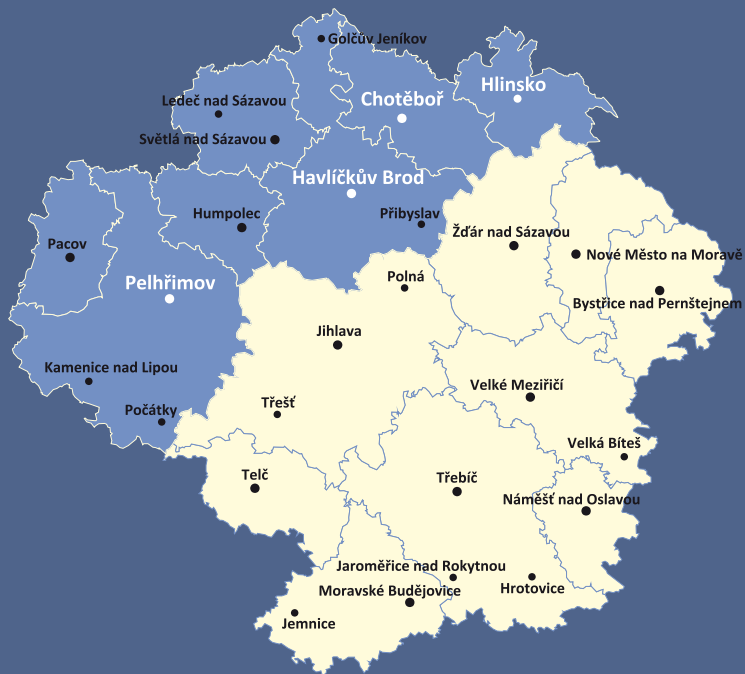 Golčův Jeníkov
Hlinsko
Ledeč nad Sázavou
Chotěboř
Světlá nad Sázavou
Havlíčkův Brod
Humpolec
Přibyslav
Žďár nad Sázavou
Pacov
Nové Město na Moravě
Polná
Pelhřimov
Bystřice nad Pernštejnem
Jihlava
Kamenice nad Lipou
Velké Meziříčí
Třešť
Počátky
Velká Bíteš
Telč
Třebíč
Náměšť nad Oslavou
Jaroměřice nad Rokytnou
Moravské Budějovice
Hrotovice
Jemnice